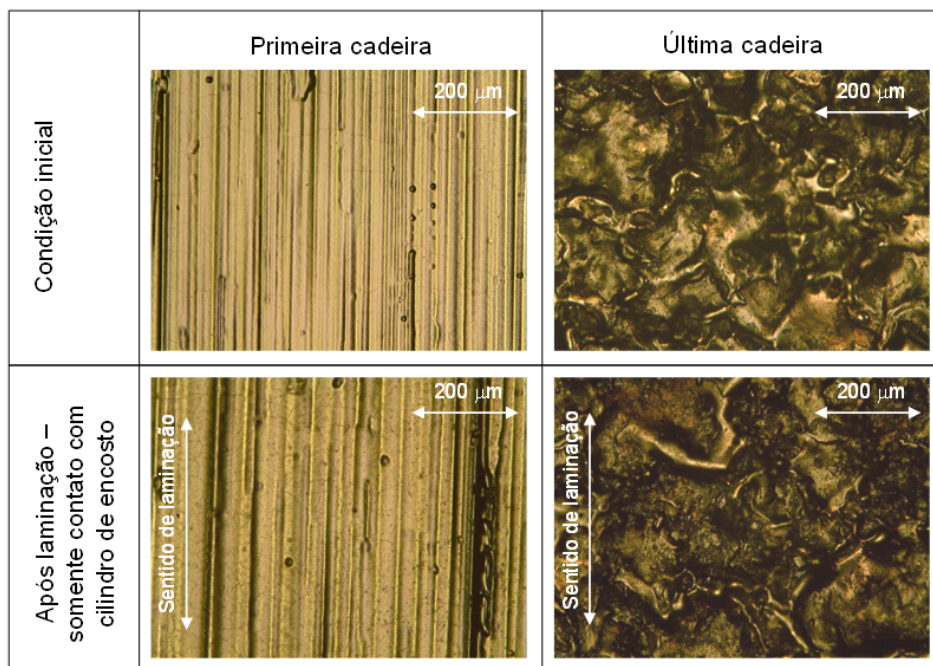 Primeira cadeira
Última cadeira
Condição inicial
200 μm
200 μm
Após laminação –
somente contato com
cilindro de encosto
Sentido de laminação
200 μm
Sentido de laminação
200 μm